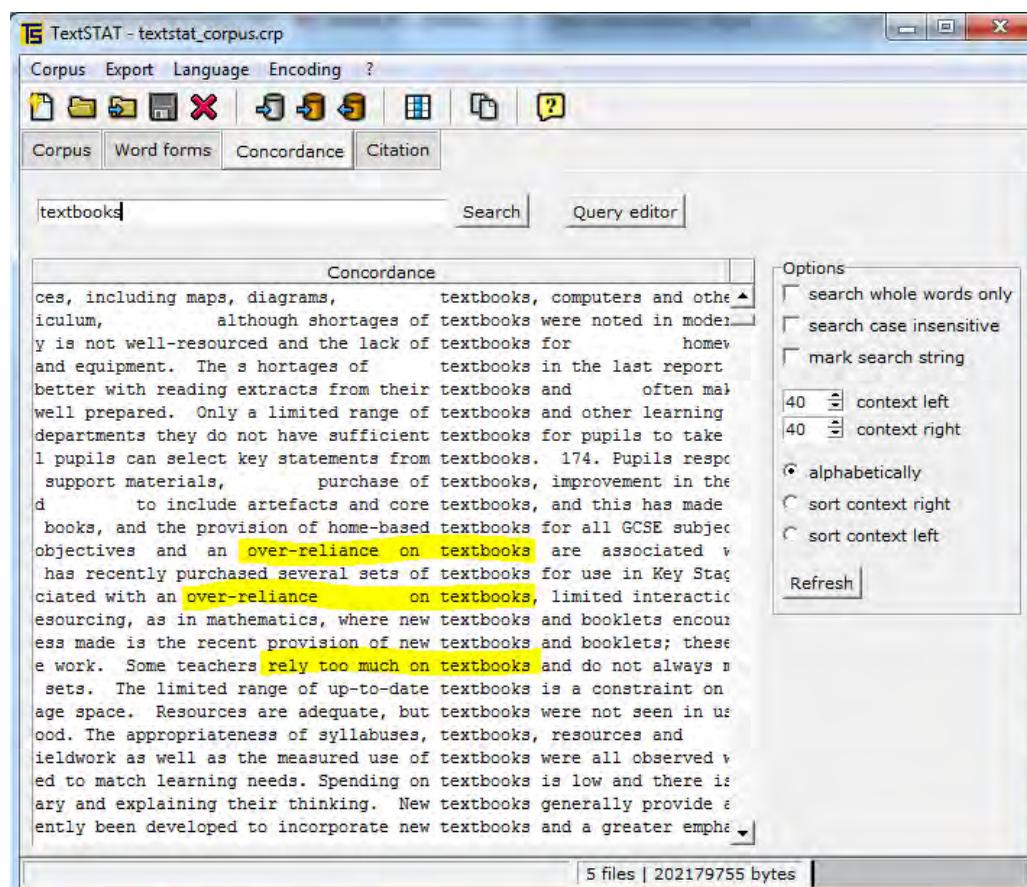 TextSTAT - textstat_corpus.crp
Corpus Export Language Encoding ?
Corpus Word forms Concordance Citation
textbooks Search Query editor
Concordance
ces, including maps, diagrams, textbooks, computers and othe
iculum, although shortages of textbooks were noted in moder
y is not well-resourced and the lack of textbooks for homew
and equipment. The s hortages of textbooks in the last report
better with reading extracts from their textbooks and often mak
well prepared. Only a limited range of textbooks and other learning
departments they do not have sufficient textbooks for pupils to take
l pupils can select key statements from textbooks. 174. Pupils respo
support materials, purchase of textbooks, improvement in the
d to include artefacts and core textbooks, and this has made
books, and the provision of home-based textbooks for all GCSE subjec
objectives and an over-reliance on textbooks are associated w
has recently purchased several sets of textbooks for use in Key Stag
ciated with an over-reliance on textbooks, limited interactio
esourcing, as in mathematics, where new textbooks and booklets encour
ess made is the recent provision of new textbooks and booklets; these
e work. Some teachers rely too much on textbooks and do not always m
sets. The limited range of up-to-date textbooks is a constraint on
age space. Resources are adequate, but textbooks were not seen in us
ood. The appropriateness of syllabuses, textbooks, resources and
ieldwork as well as the measured use of textbooks were all observed w
ed to match learning needs. Spending on textbooks is low and there is
ary and explaining their thinking. New textbooks generally provide a
ently been developed to incorporate new textbooks and a greater empha
Options
search whole words only
search case insensitive
mark search string
40 context left
40 context right
alphabetically
sort context right
sort context left
Refresh
5 files | 202179755 bytes